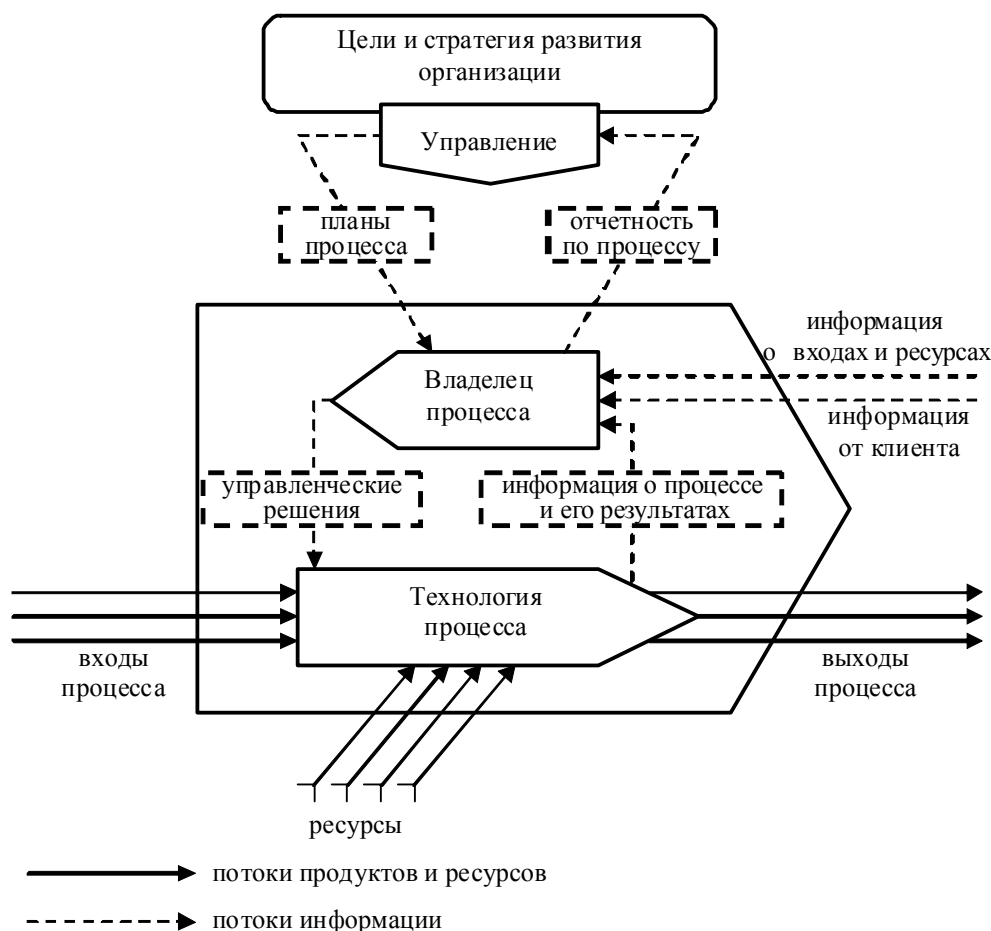 Цели и стратегия развития
организации
Управление
планы
процесса
отчетность
по процессу
информация
о входах и ресурсах
Владелец
процесса
информация
от клиента
управленческие
решения
информация о процессе
и его результатах
Технология
процесса
входы
процесса
выходы
процесса
ресурсы
потоки продуктов и ресурсов
потоки информации